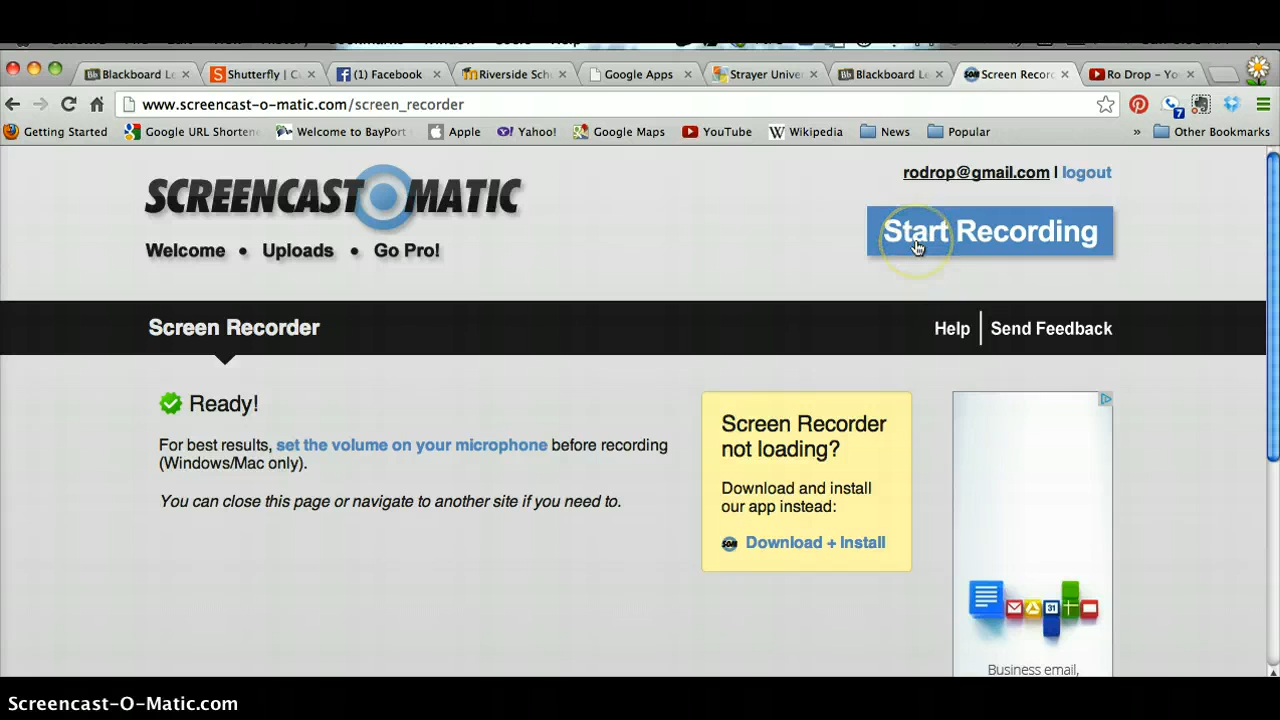 Blackboard Le
Shutterfly | C
(1) Facebook
Riverside Sch
Google Apps
Strayer Unive
Blackboard Le
Screen Recor
Ro Drop - Yo
www.screencast-o-matic.com/screen_recorder
7
Getting Started
Google URL Shortene
Welcome to BayPort
Apple
Yahoo!
Google Maps
YouTube
Wikipedia
News
Popular
»
Other Bookmarks
SCREENCAST O MATIC
rodrop@gmail.com | logout
Start Recording
Welcome • Uploads • Go Pro!
Screen Recorder
Help | Send Feedback
Ready!
For best results, set the volume on your microphone before recording
(Windows/Mac only).
You can close this page or navigate to another site if you need to.
Screen Recorder
not loading?
Download and install
our app instead:
SOM Download + Install
31
Business email,
Screencast-O-Matic.com